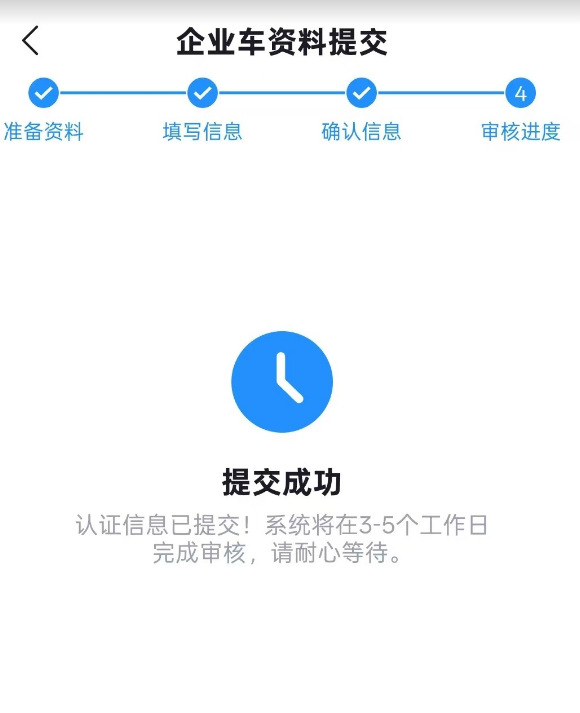 企业车资料提交
4
准备资料
填写信息
确认信息
审核进度
提交成功
认证信息已提交！系统将在3-5个工作日
完成审核，请耐心等待。